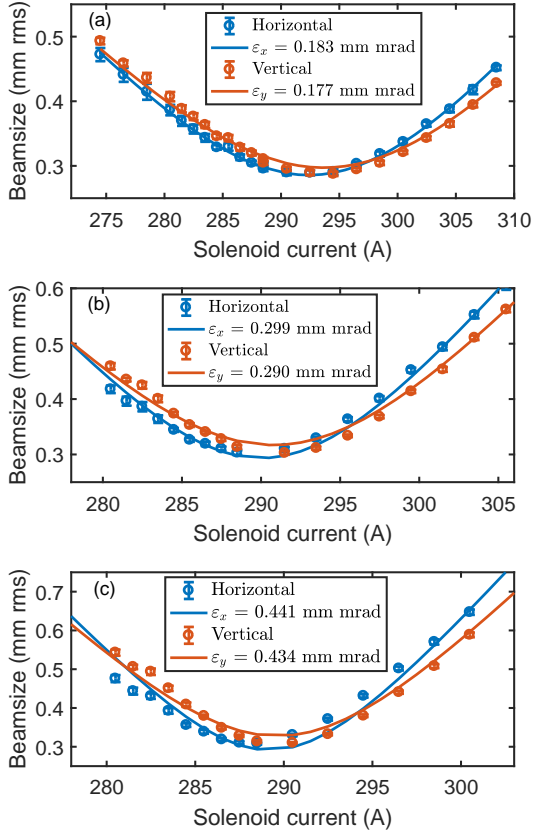 (a)
Horizontal
εx = 0.183 mm mrad
Vertical
εy = 0.177 mm mrad
0.5
0.4
0.3
Beamsize (mm rms)
275 280 285 290 295 300 305 310
Solenoid current (A)
(b)
Horizontal
εx = 0.299 mm mrad
Vertical
εy = 0.290 mm mrad
0.6
0.5
0.4
0.3
Beamsize (mm rms)
280 285 290 295 300 305
Solenoid current (A)
(c)
Horizontal
εx = 0.441 mm mrad
Vertical
εy = 0.434 mm mrad
0.7
0.6
0.5
0.4
0.3
Beamsize (mm rms)
280 285 290 295 300
Solenoid current (A)